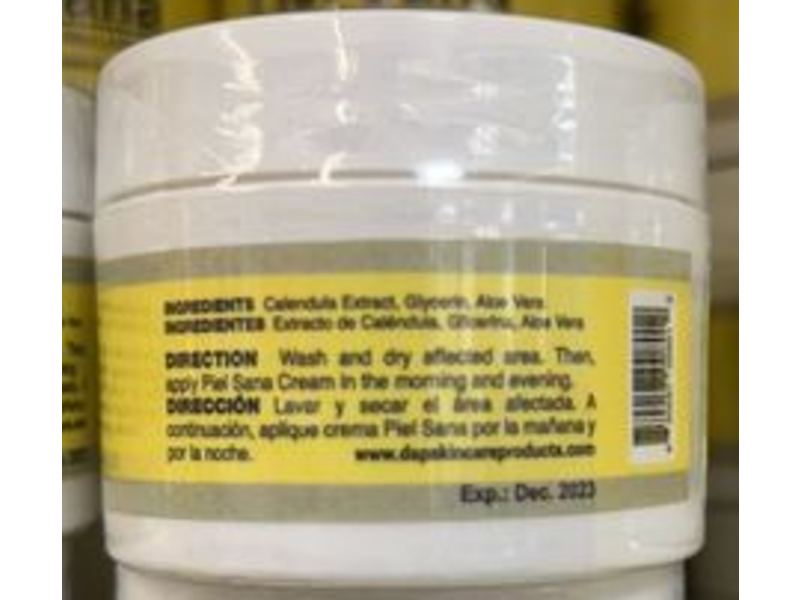 INGREDIENTS Calendula Extract, Glycerin, Aloe Vera
INGREDIENTES Extracto de Caléndula, Glicerina, Aloe Vera
DIRECTION Wash and dry affected area. Then,
apply Piel Sana Cream in the morning and evening.
DIRECCIÓN Lavar y secar el área afectada. A
continuación, aplique crema Piel Sana por la mañana y
por la noche. www.dapskincareproducts.com
Exp.: Dec. 2023